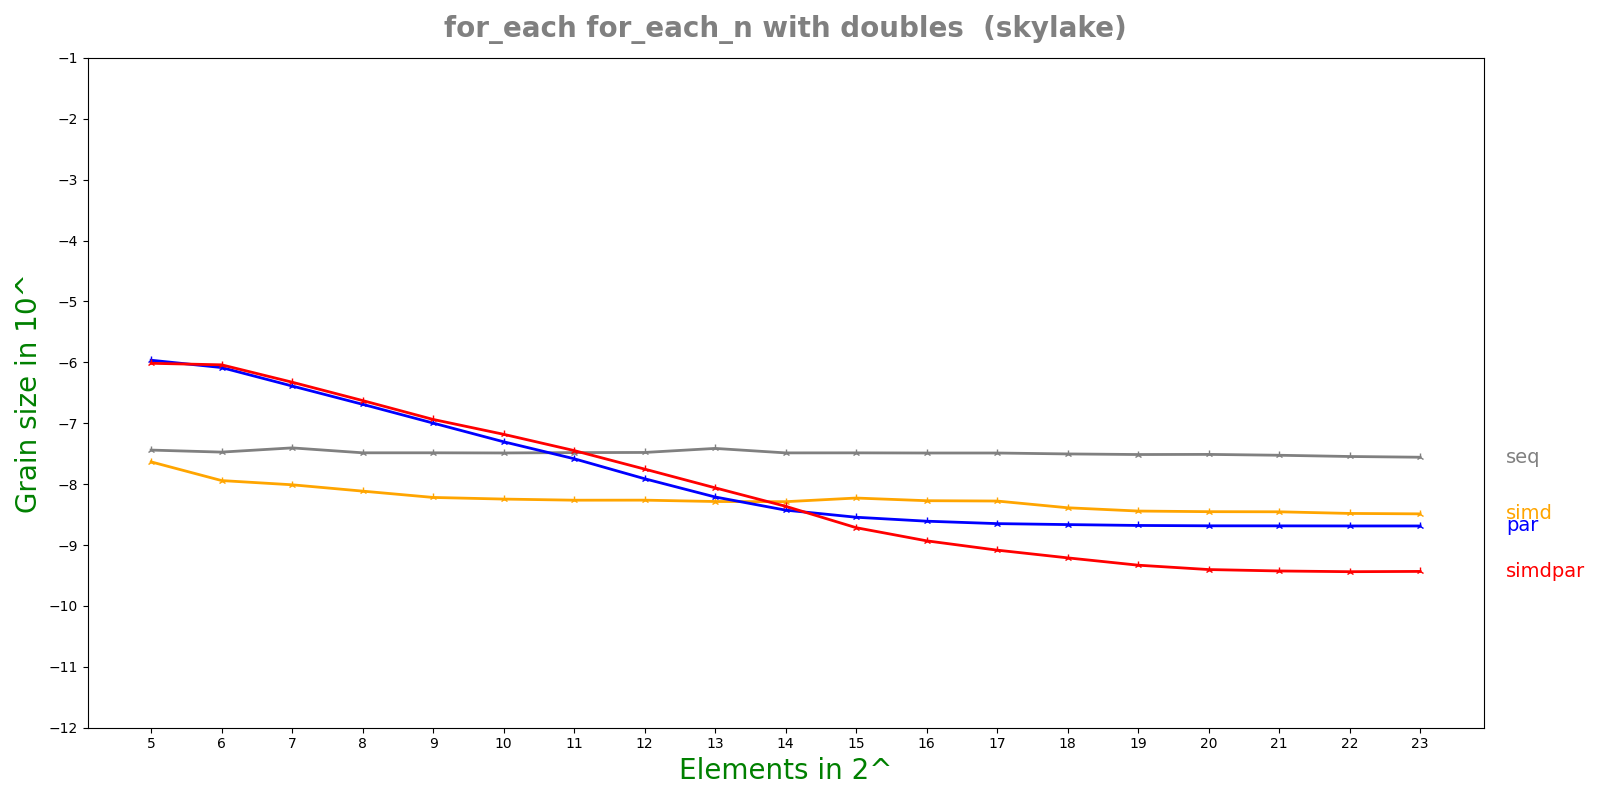 for_each for_each_n with doubles  (skylake)
Grain size in 10^
−1
−2
−3
−4
−5
−6
−7
−8
−9
−10
−11
−12
seq
simd
par
simdpar
5 6 7 8 9 10 11 12 13 14 15 16 17 18 19 20 21 22 23
Elements in 2^